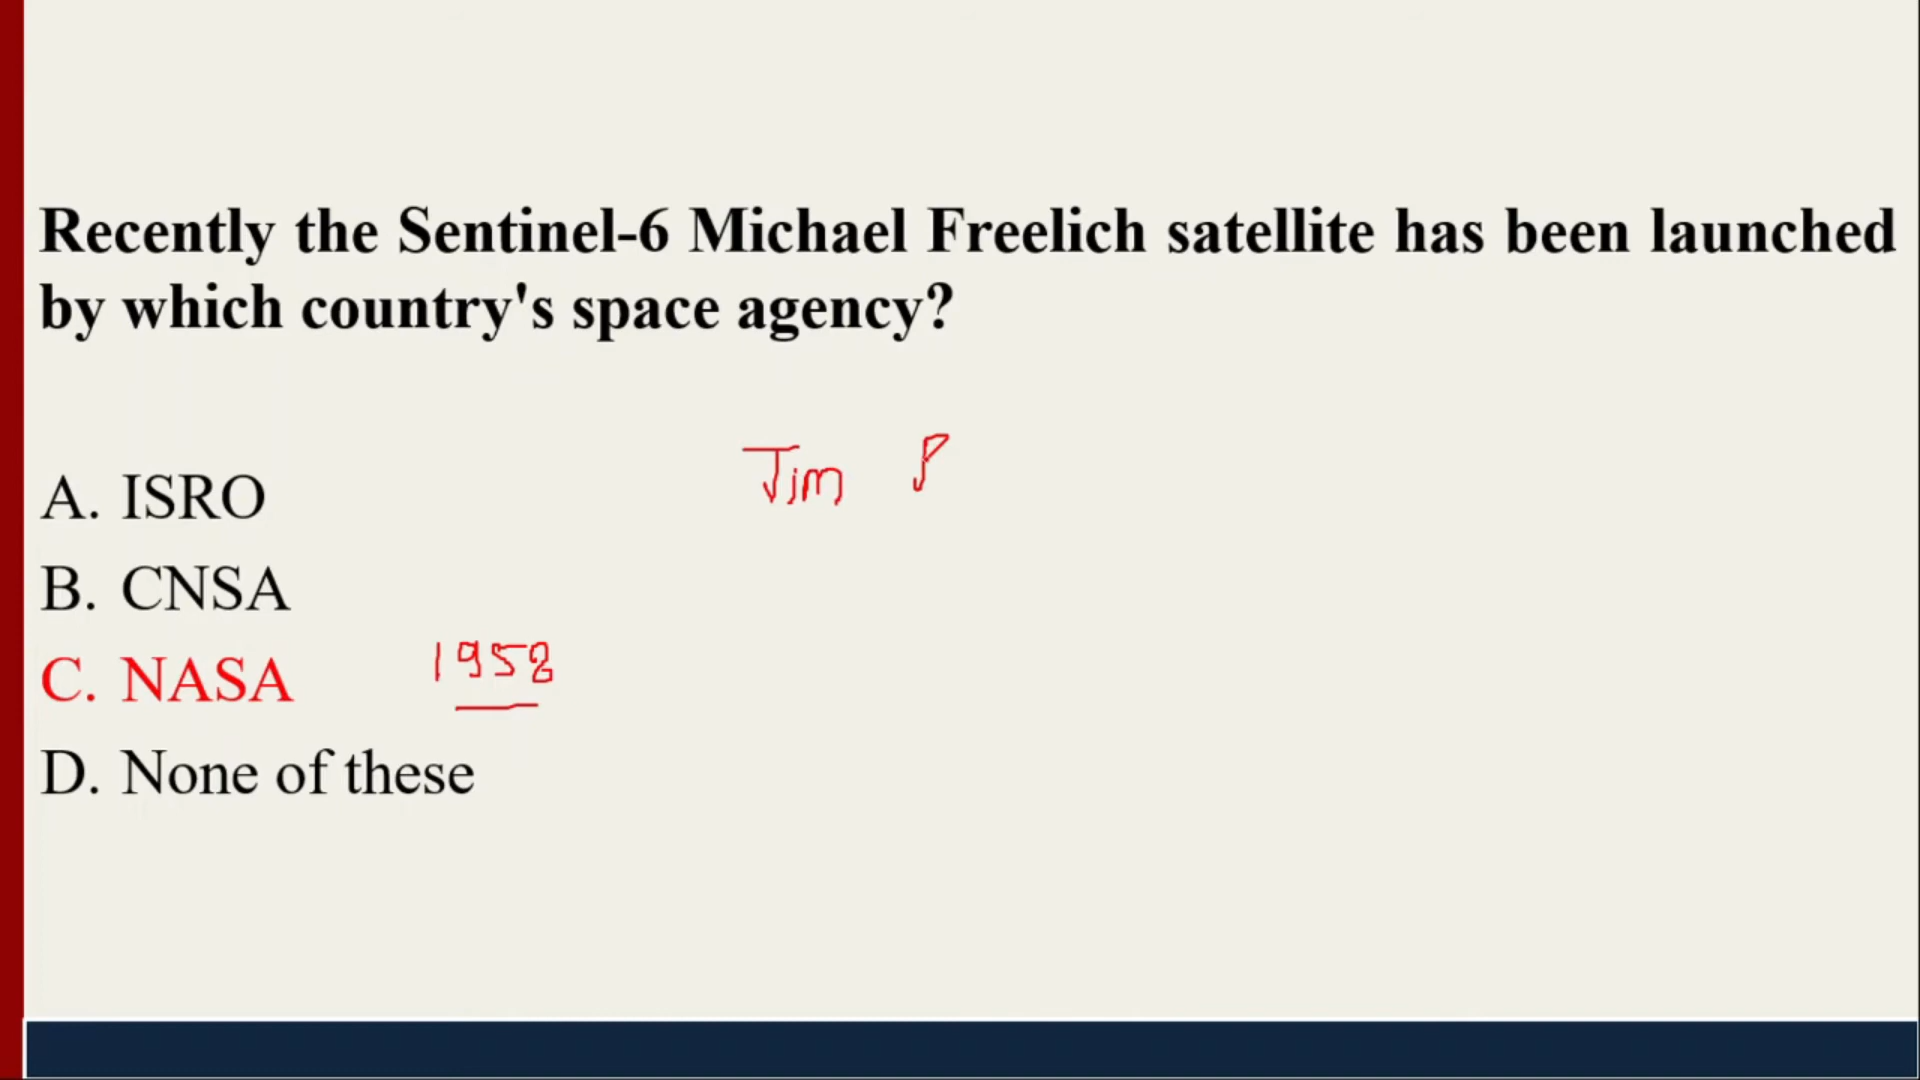 Recently the Sentinel-6 Michael Freelich satellite has been launched
by which country's space agency?
Jim P
A. ISRO
B. CNSA
1958
C. NASA
D. None of these